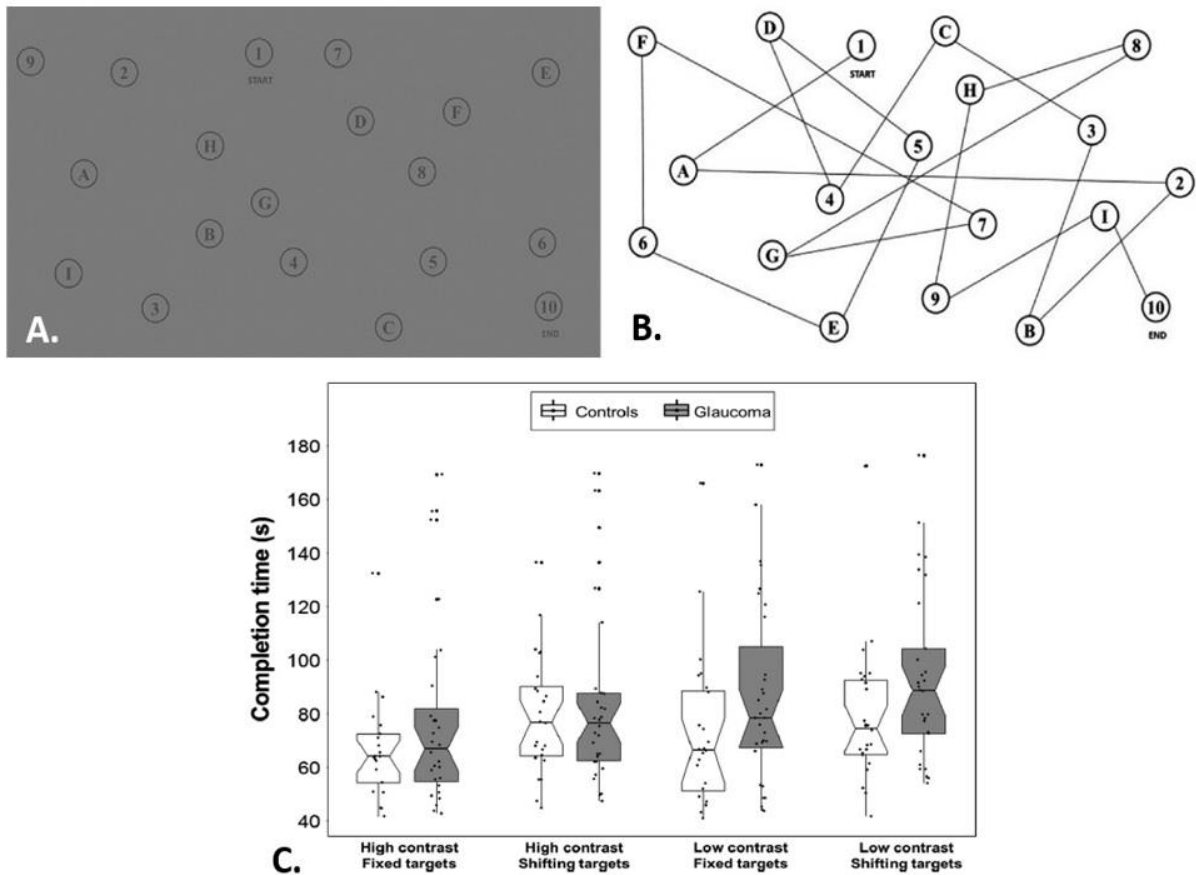 1 7
9 2 START E
D F
H
A 8
G
B 6
I 4 5
3 10
A. C END
D C
F 1 8
START
H
3
5
A 2
4 I
7
6 G
9 10
E B
B. END
Controls Glaucoma
Completion time (s)
180
160
140
120
100
80
60
40
High contrast High contrast Low contrast Low contrast
Fixed targets Shifting targets Fixed targets Shifting targets
C.